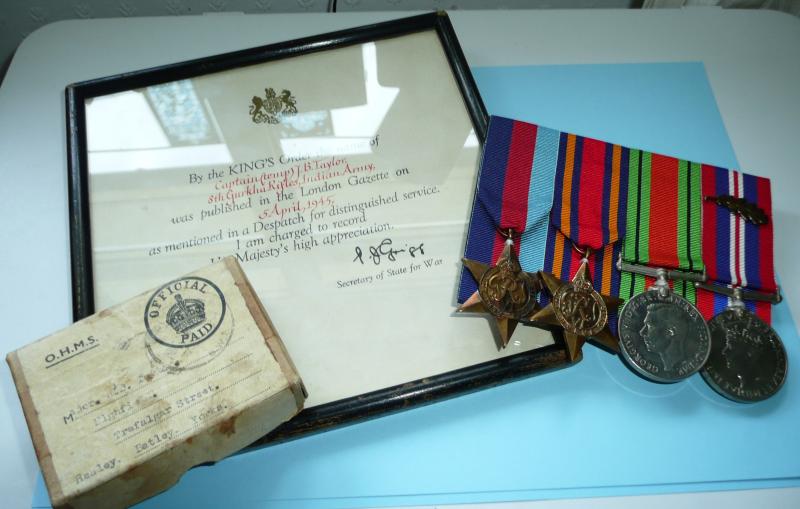 By the KING'S Order the name of
Captain (temp) J.B. Taylor,
8th Gurkha Rifles, Indian Army,
was published in the London Gazette on
5 April, 1945,
as mentioned in a Despatch for distinguished service.
I am charged to record
His Majesty's high appreciation.
Secretary of State for War
OFFICIAL
PAID
O.H.M.S.
Trafalgar Street.
Batley. Yorks.